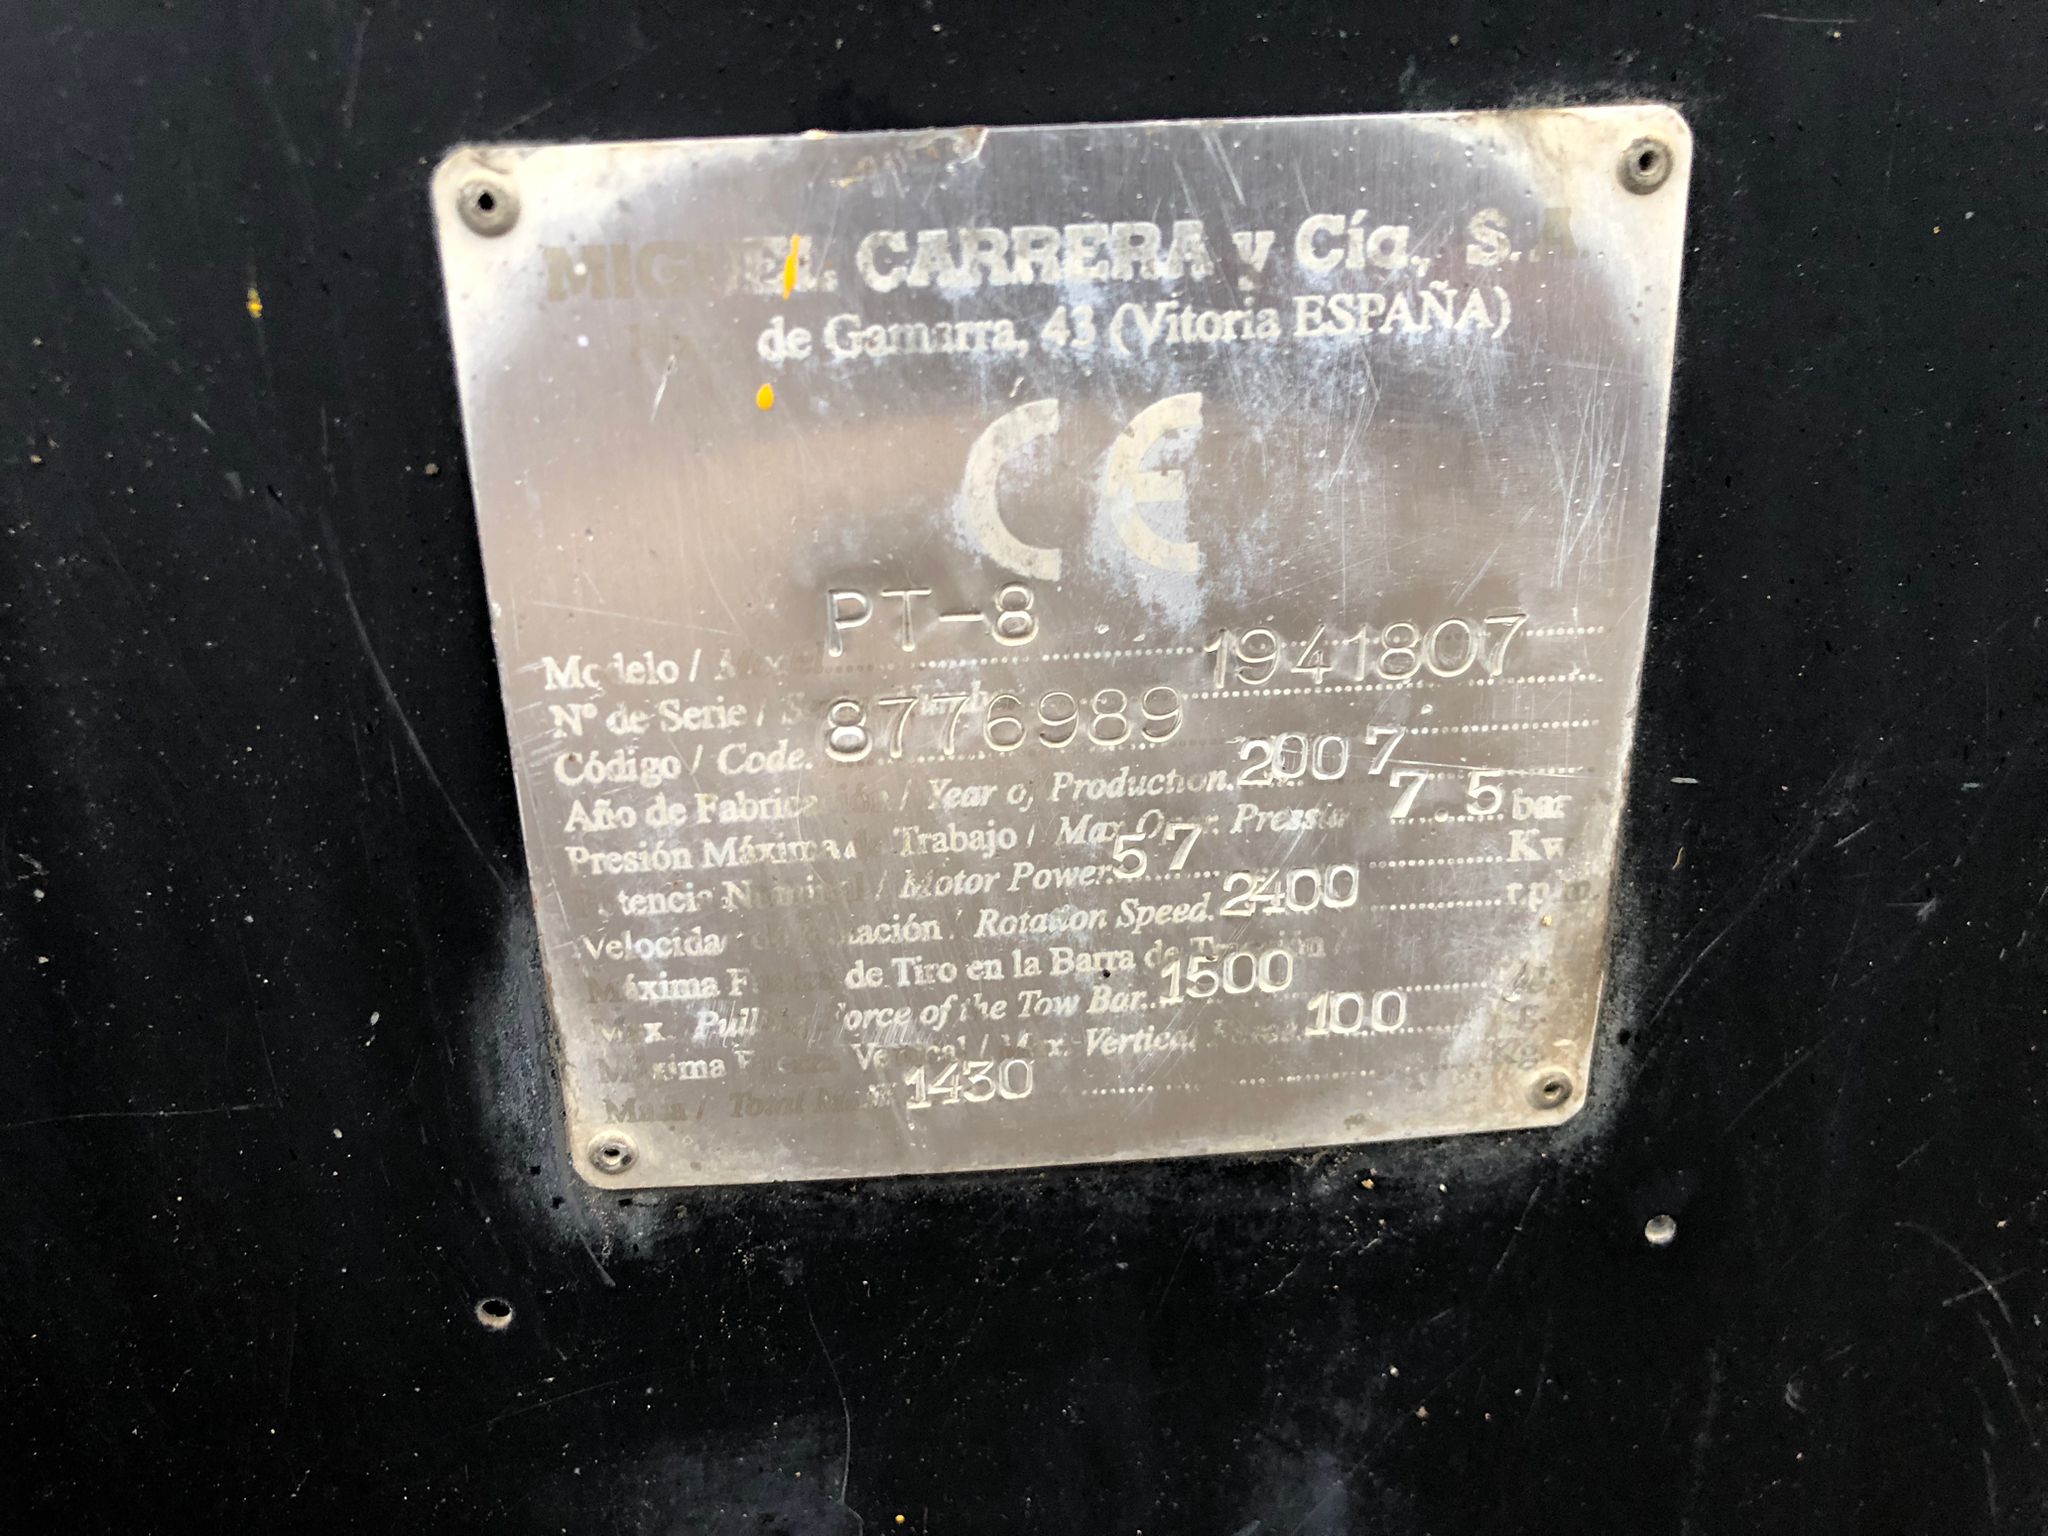 MIGUEL CARRERA y Cía., S.A.
de Gamarra, 43 (Vitoria ESPAÑA)
CE
Modelo / Model PT-8
Nº de Serie / Serial Number 1941807
Código / Code. 8776989
Año de Fabricación / Year of Production. 2007
Presión Máxima de Trabajo / Max. Oper. Pressure 7.5 bar
Potencia Nominal / Motor Power. 57 Kw
Velocidad de Rotación / Rotation Speed. 2400 r.p.m.
Máxima Fuerza de Tiro en la Barra de Tracción
Max. Pulling Force of the Tow Bar. 1500
Máxima Fuerza Vertical / Max. Vertical Force 100
Masa / Total Mass 1430 Kg